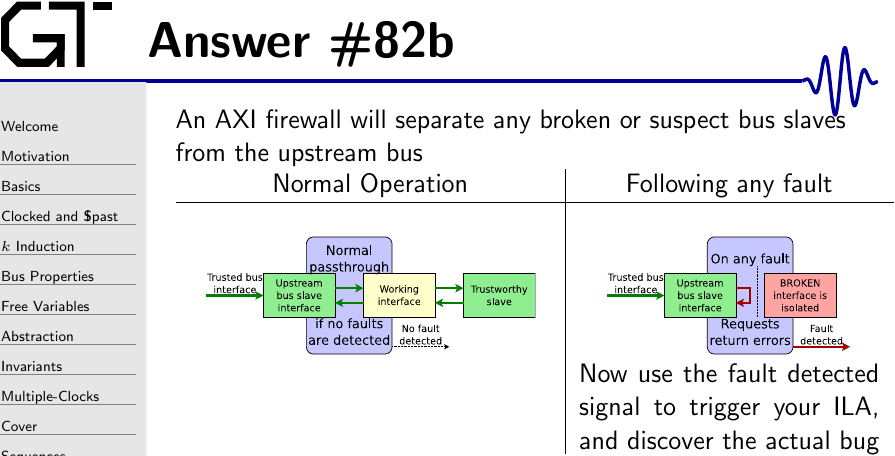 GT
Answer #82b
Welcome
Motivation
Basics
Clocked and $past
k Induction
Bus Properties
Free Variables
Abstraction
Invariants
Multiple-Clocks
Cover
Sequences
An AXI firewall will separate any broken or suspect bus slaves
from the upstream bus
Normal Operation
Normal
passthrough
Trusted bus
interface
Upstream
bus slave
interface
Working
interface
Trustworthy
slave
if no faults
are detected
No fault
detected
Following any fault
On any fault
Trusted bus
interface
Upstream
bus slave
interface
BROKEN
interface is
isolated
Requests
return errors
Fault
detected
Now use the fault detected
signal to trigger your ILA,
and discover the actual bug